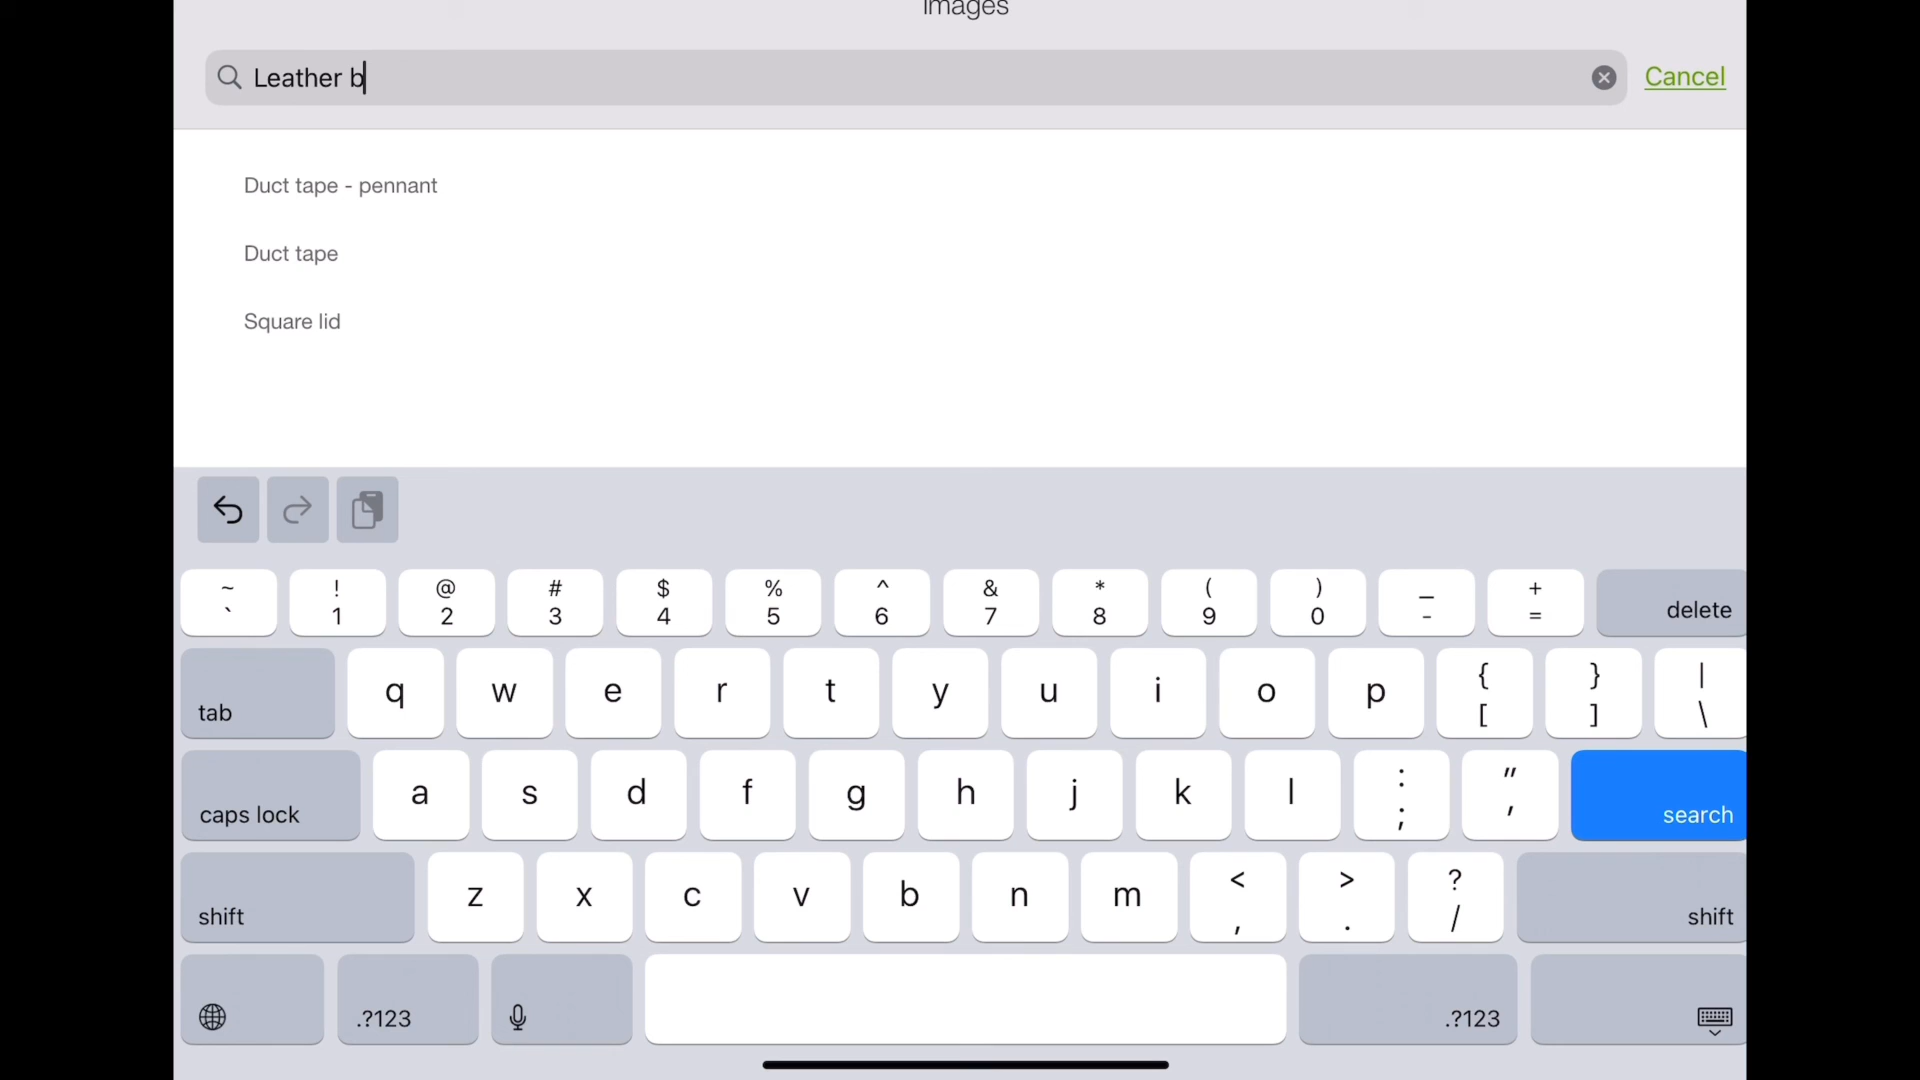 Images
Leather b
Cancel
Duct tape - pennant
Duct tape
Square lid
~ ! @ # $ % ^ & * ( ) _ +
` 1 2 3 4 5 6 7 8 9 0 - = delete
tab q w e r t y u i o p { } |
[ ] \
caps lock a s d f g h j k l : "
; ' search
shift z x c v b n m < > ? shift
, . /
.?123 .?123